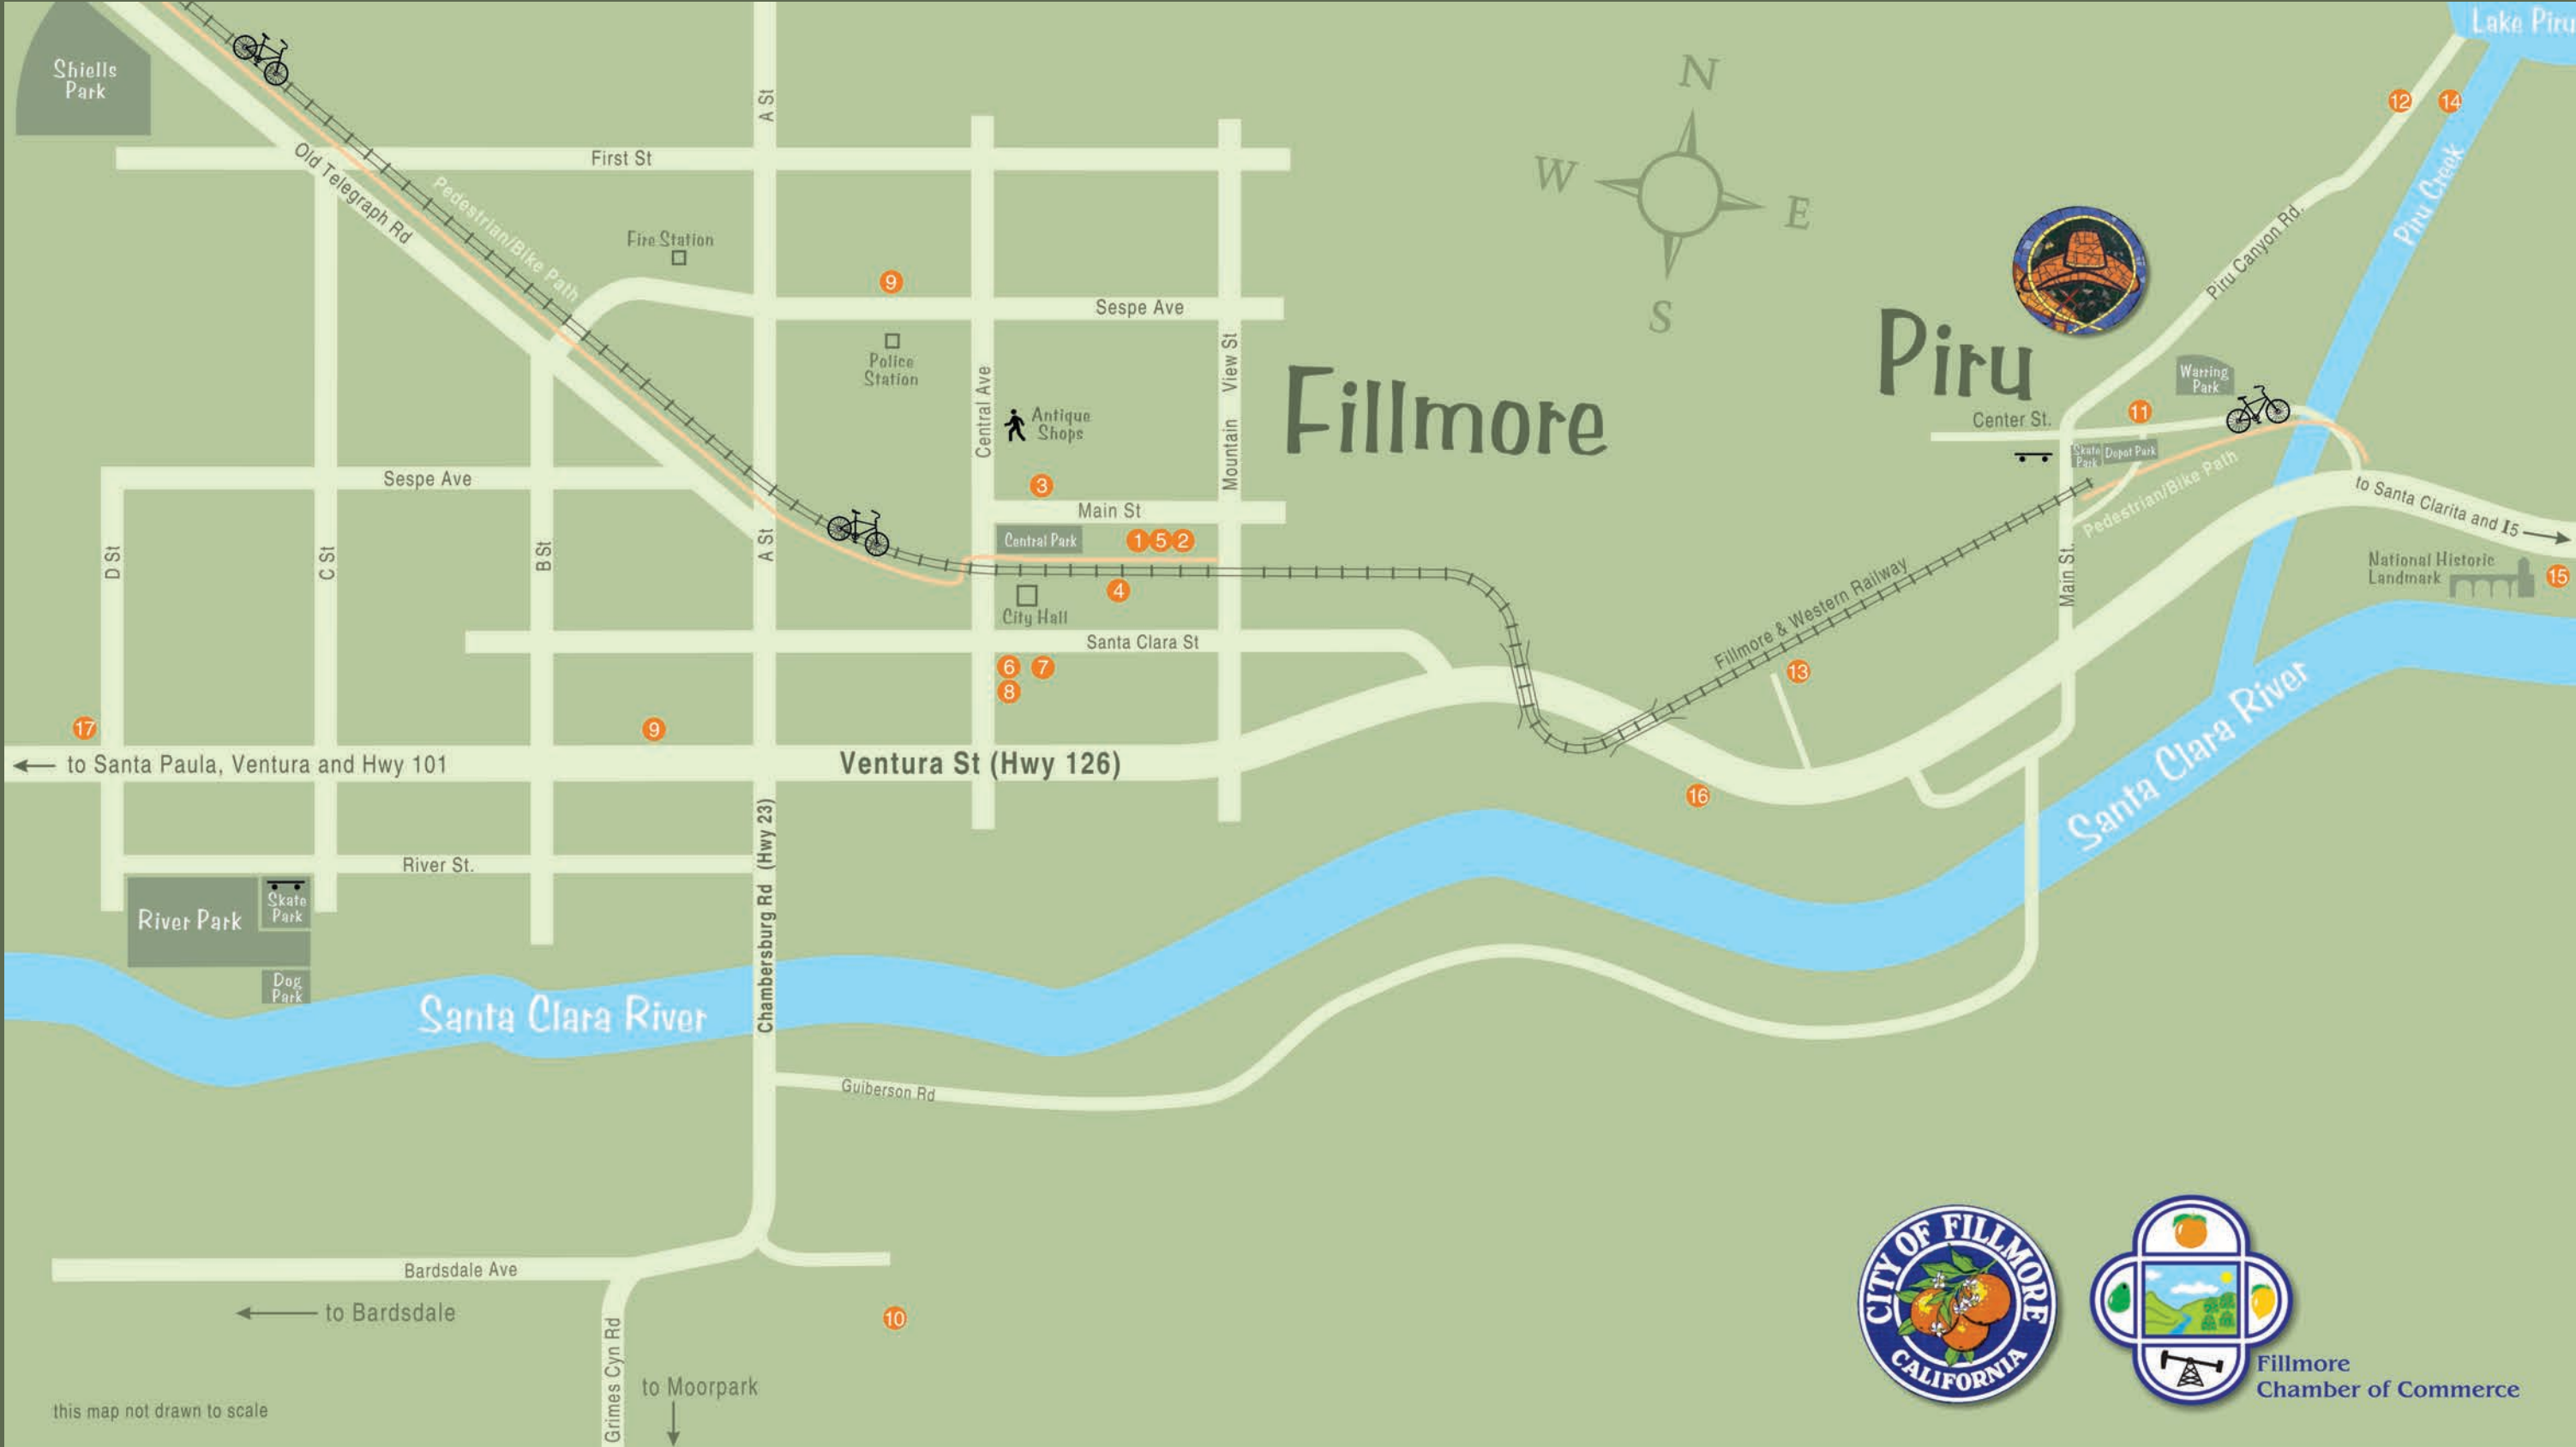 Lake Piru
Shiells
Park
N
W
E
S
12
14
A St
First St
Old Telegraph Rd
Pedestrian/Bike Path
Piru Creek
Piru Canyon Rd.
Fire Station
9
Sespe Ave
Police
Station
Mountain View St
Central Ave
Antique
Shops
Fillmore
Piru
Warring
Park
Center St.
11
Skate
Park
Depot Park
Pedestrian/Bike Path
to Santa Clarita and I5
Sespe Ave
3
Main St
Central Park
1 5 2
4
City Hall
D St
C St
B St
A St
Main St.
National Historic
Landmark
15
Fillmore & Western Railway
13
Santa Clara St
6 7
8
17
9
to Santa Paula, Ventura and Hwy 101
Ventura St (Hwy 126)
16
Santa Clara River
River St.
River Park
Skate
Park
Dog
Park
Chambersburg Rd (Hwy 23)
Santa Clara River
Guiberson Rd
Bardsdale Ave
to Bardsdale
10
Grimes Cyn Rd
to Moorpark
this map not drawn to scale
CITY OF FILLMORE
CALIFORNIA
Fillmore
Chamber of Commerce